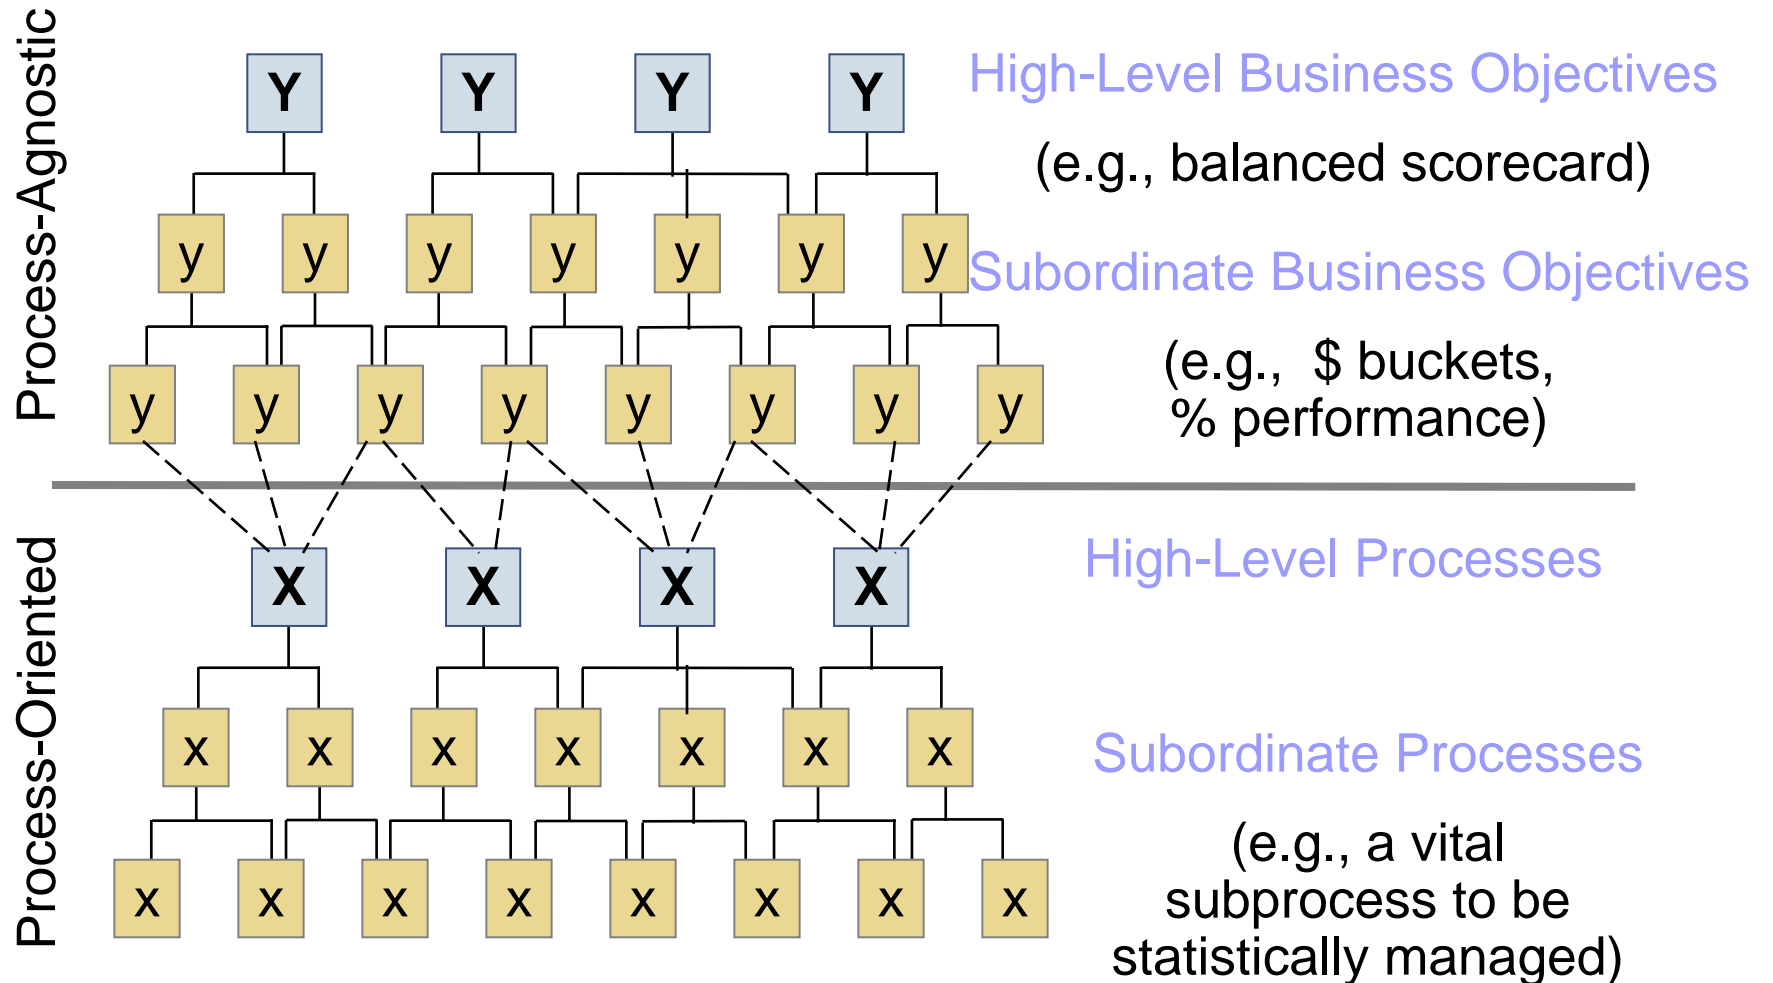 Process-Agnostic
Y Y Y Y
High-Level Business Objectives
(e.g., balanced scorecard)
y y y y y y y
Subordinate Business Objectives
(e.g., $ buckets,
% performance)
y y y y y y y y
Process-Oriented
X X X X
High-Level Processes
x x x x x x x
Subordinate Processes
(e.g., a vital
subprocess to be
statistically managed)
x x x x x x x x